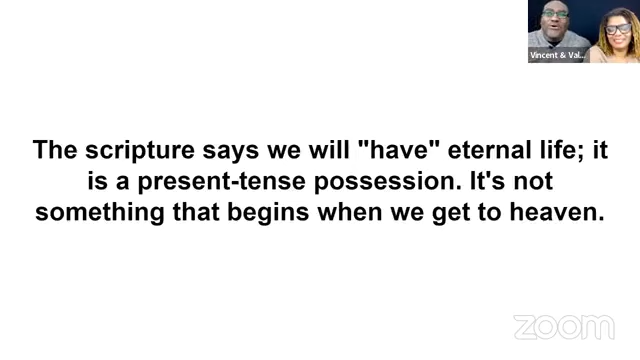 Vincent & Val...
The scripture says we will "have" eternal life; it
is a present-tense possession. It's not
something that begins when we get to heaven.
zoom